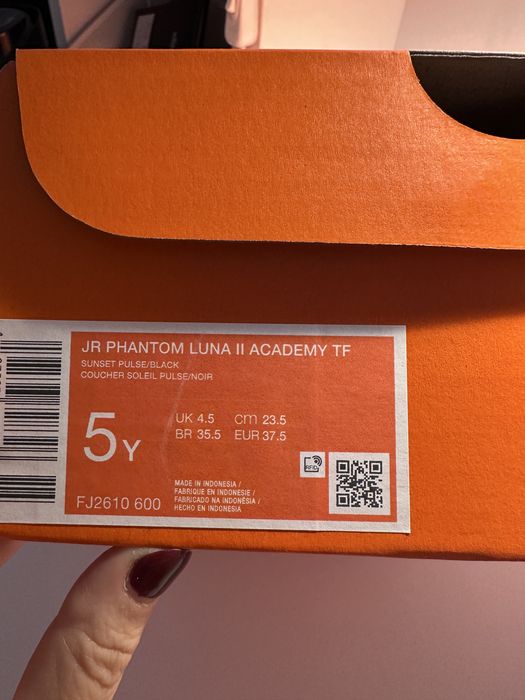 JR PHANTOM LUNA II ACADEMY TF
SUNSET PULSE/BLACK
COUCHER SOLEIL PULSE/NOIR
5Y
UK 4.5 cm 23.5
BR 35.5 EUR 37.5
RFID
MADE IN INDONESIA /
FABRIQUE EN INDONESIE /
FABRICADO NA INDONÉSIA /
HECHO EN INDONESIA
FJ2610 600